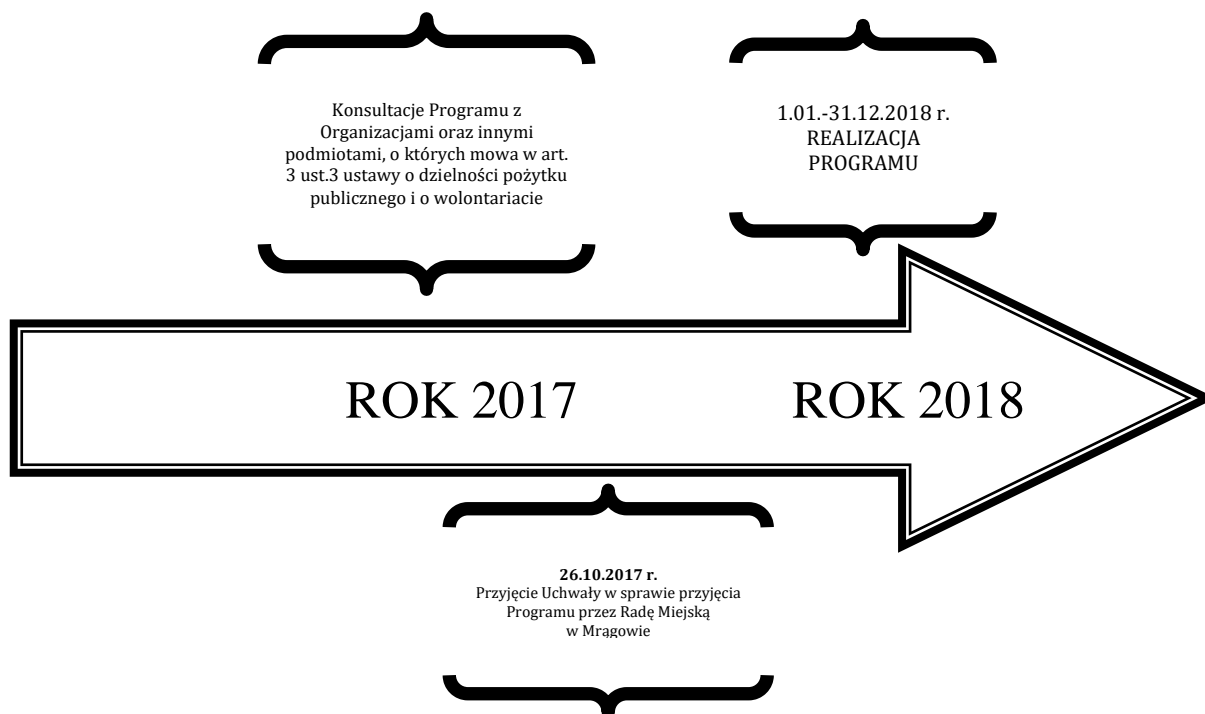 Konsultacje Programu z
Organizacjami oraz innymi
podmiotami, o których mowa w art.
3 ust.3 ustawy o dzielności pożytku
publicznego i o wolontariacie
1.01.-31.12.2018 r.
REALIZACJA
PROGRAMU
ROK 2017
ROK 2018
26.10.2017 r.
Przyjęcie Uchwały w sprawie przyjęcia
Programu przez Radę Miejską
w Mrągowie